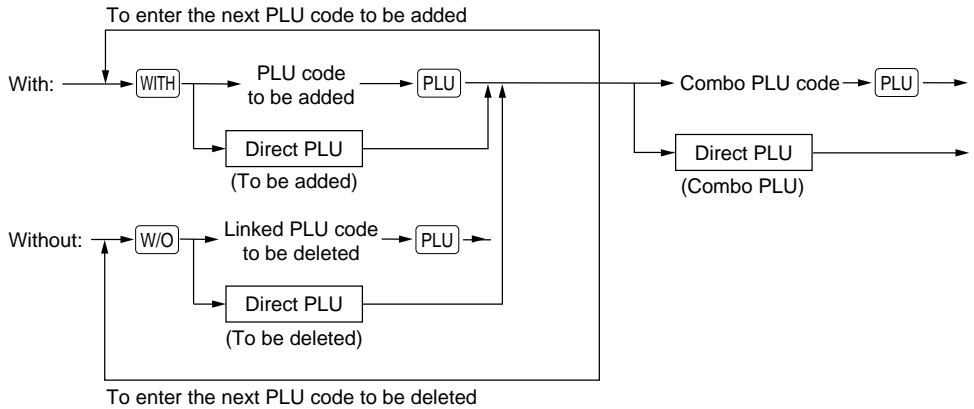 To enter the next PLU code to be added
With:
WITH
PLU code
to be added
PLU
Combo PLU code
PLU
Direct PLU
(To be added)
Direct PLU
(Combo PLU)
Without:
W/O
Linked PLU code
to be deleted
PLU
Direct PLU
(To be deleted)
To enter the next PLU code to be deleted